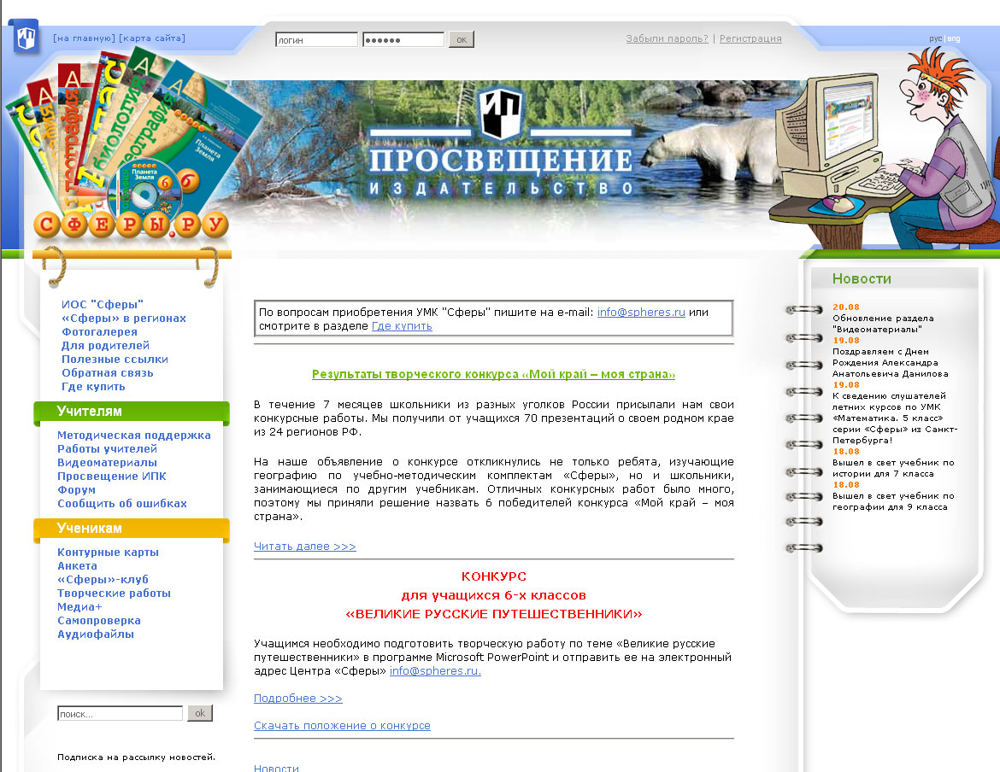 [на главную] [карта сайта]
логин
••••••
ок
Забыли пароль? | Регистрация
рус | eng
ИП
ПРОСВЕЩЕНИЕ
ИЗДАТЕЛЬСТВО
Биология
География
Планета Земля
Планета Земля
6 6
СФЕРЫ.РУ
ИОС "Сферы"
«Сферы» в регионах
Фотогалерея
Для родителей
Полезные ссылки
Обратная связь
Где купить
Учителям
Методическая поддержка
Работы учителей
Видеоматериалы
Просвещение ИПК
Форум
Сообщить об ошибках
Ученикам
Контурные карты
Анкета
«Сферы»-клуб
Творческие работы
Медиа+
Самопроверка
Аудиофайлы
поиск...
ok
Подписка на рассылку новостей.
По вопросам приобретения УМК "Сферы" пишите на e-mail: info@spheres.ru или
смотрите в разделе Где купить
Результаты творческого конкурса «Мой край – моя страна»
В течение 7 месяцев школьники из разных уголков России присылали нам свои
конкурсные работы. Мы получили от учащихся 70 презентаций о своем родном крае
из 24 регионов РФ.
На наше объявление о конкурсе откликнулись не только ребята, изучающие
географию по учебно-методическим комплектам «Сферы», но и школьники,
занимающиеся по другим учебникам. Отличных конкурсных работ было много,
поэтому мы приняли решение назвать 6 победителей конкурса «Мой край – моя
страна».
Читать далее >>>
КОНКУРС
для учащихся 6-х классов
«ВЕЛИКИЕ РУССКИЕ ПУТЕШЕСТВЕННИКИ»
Учащимся необходимо подготовить творческую работу по теме «Великие русские
путешественники» в программе Microsoft PowerPoint и отправить ее на электронный
адрес Центра «Сферы» info@spheres.ru.
Подробнее >>>
Скачать положение о конкурсе
Новости
Новости
20.08
Обновление раздела
"Видеоматериалы"
19.08
Поздравляем с Днем
Рождения Александра
Анатольевича Данилова
19.08
К сведению слушателей
летних курсов по УМК
«Математика. 5 класс»
серии «Сферы» из Санкт-
Петербурга!
18.08
Вышел в свет учебник по
истории для 7 класса
18.08
Вышел в свет учебник по
географии для 9 класса